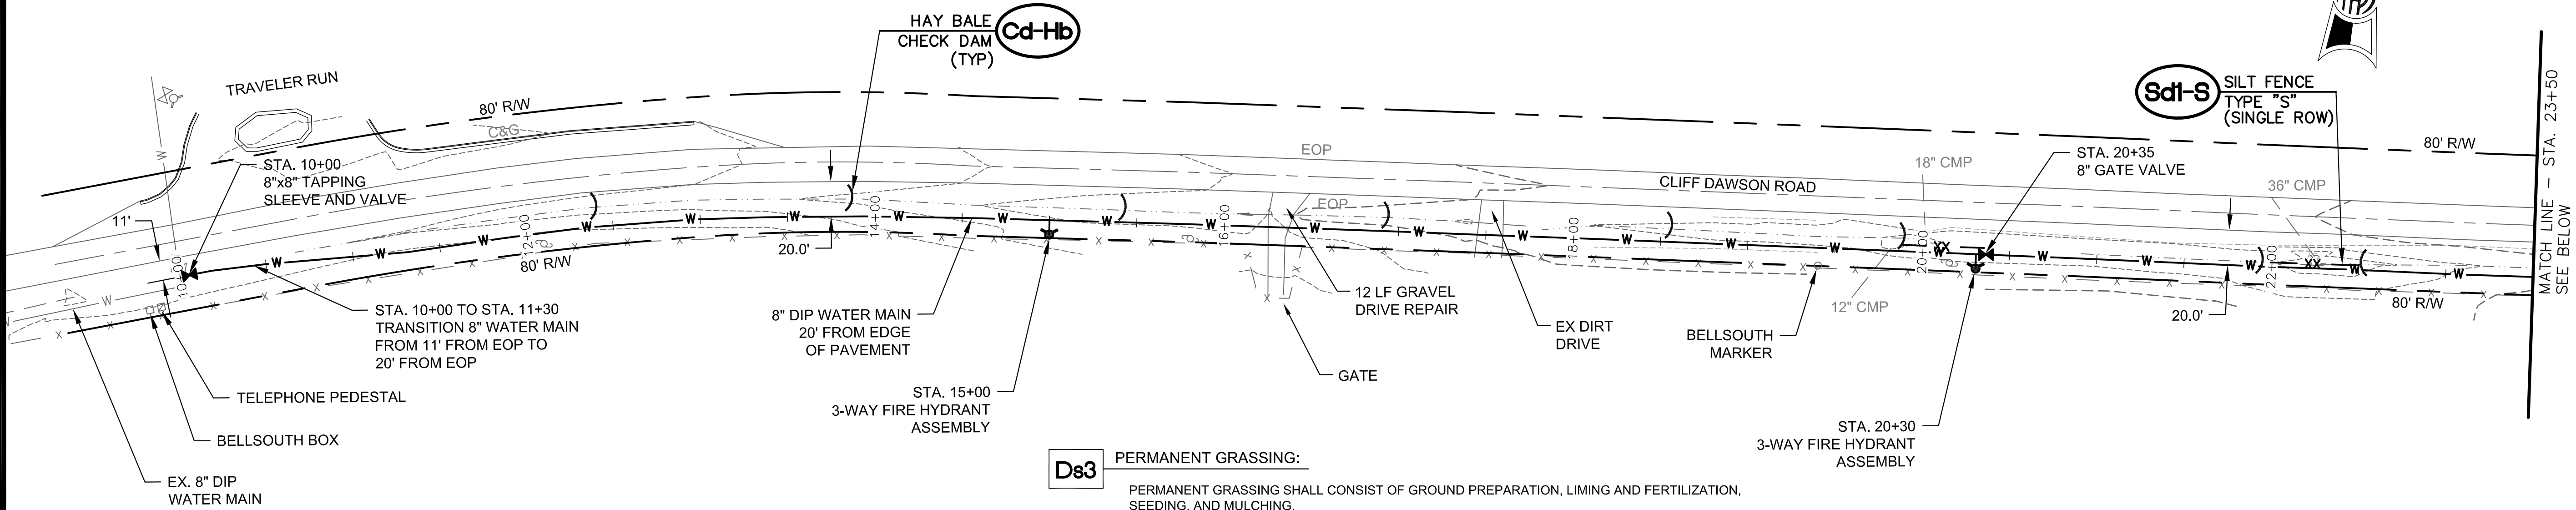 HAY BALE
CHECK DAM
(TYP)
Cd-Hb
TRAVELER RUN
80' R/W
C&G
STA. 10+00
8"x8" TAPPING
SLEEVE AND VALVE
11'
EOP
18" CMP
STA. 20+35
8" GATE VALVE
Sd1-S
SILT FENCE
TYPE "S"
(SINGLE ROW)
80' R/W
CLIFF DAWSON ROAD
36" CMP
MATCH LINE - STA. 23+50
SEE BELOW
EOP
W
W
10+00
12+00
14+00
16+00
18+00
20+00
22+00
W W W W W W W W W W W W W W W W W W W W W W
XX
XX
80' R/W
20.0'
STA. 10+00 TO STA. 11+30
TRANSITION 8" WATER MAIN
FROM 11' FROM EOP TO
20' FROM EOP
8" DIP WATER MAIN
20' FROM EDGE
OF PAVEMENT
12 LF GRAVEL
DRIVE REPAIR
EX DIRT
DRIVE
BELLSOUTH
MARKER
12" CMP
20.0'
80' R/W
GATE
TELEPHONE PEDESTAL
STA. 15+00
3-WAY FIRE HYDRANT
ASSEMBLY
BELLSOUTH BOX
STA. 20+30
3-WAY FIRE HYDRANT
ASSEMBLY
EX. 8" DIP
WATER MAIN
Ds3
PERMANENT GRASSING:
PERMANENT GRASSING SHALL CONSIST OF GROUND PREPARATION, LIMING AND FERTILIZATION,
SEEDING, AND MULCHING.